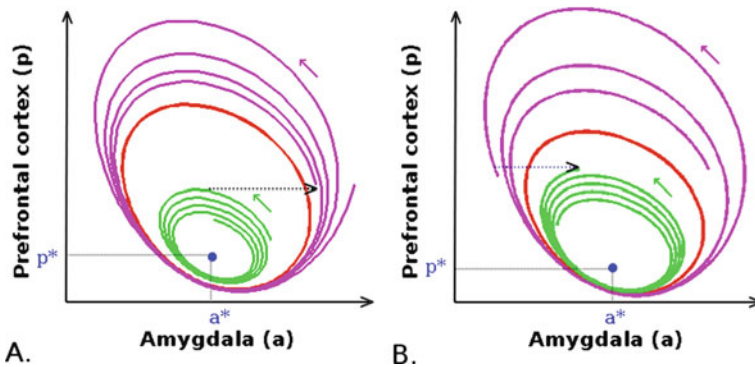 Prefrontal cortex (p)
p*
a*
Amygdala (a)
A.
Prefrontal cortex (p)
p*
a*
Amygdala (a)
B.